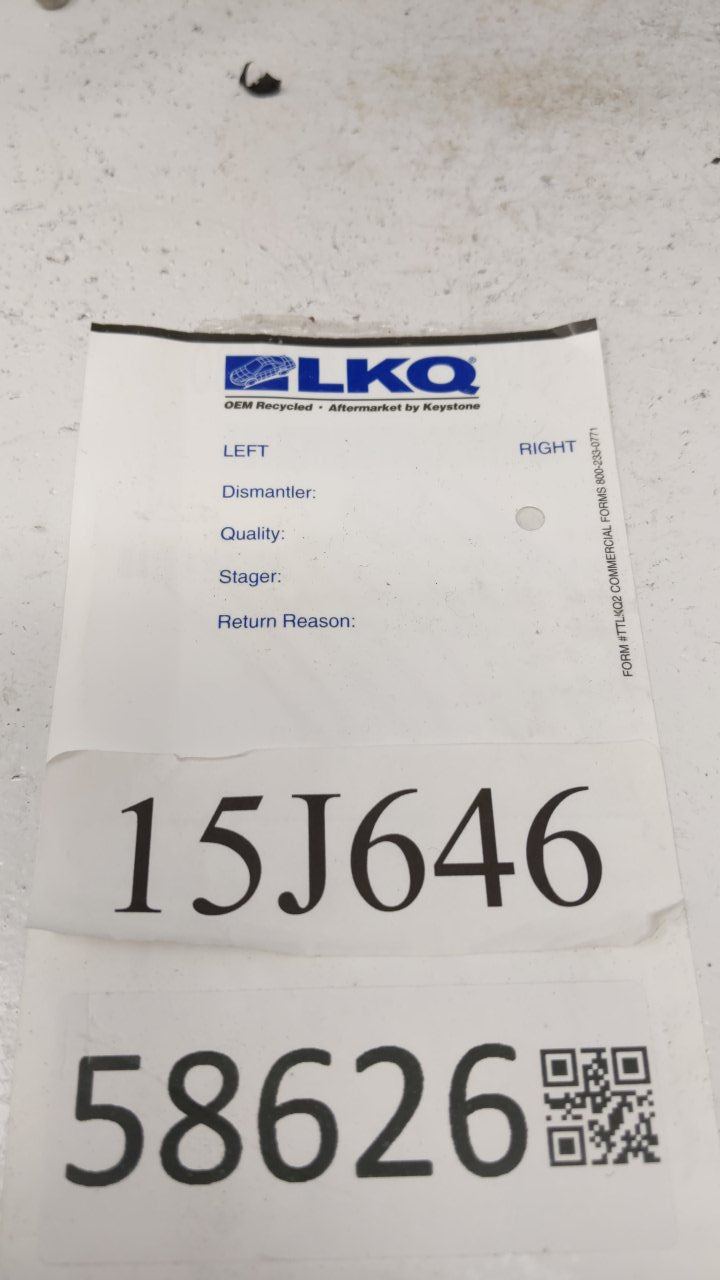 LKQ®
OEM Recycled • Aftermarket by Keystone
LEFT RIGHT
Dismantler:
Quality:
Stager:
Return Reason:
FORM #TTLKQ2 COMMERCIAL FORMS 800-233-0771
15J646
58626